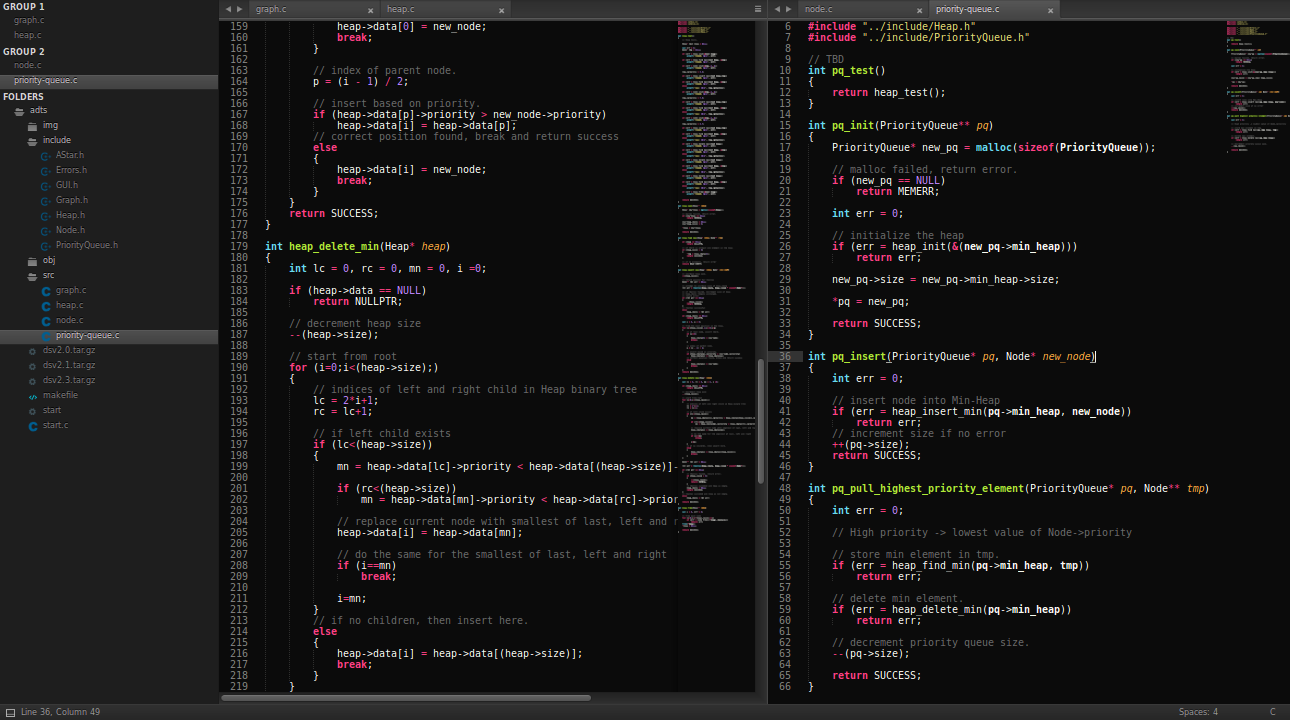 GROUP 1
graph.c
heap.c
GROUP 2
node.c
priority-queue.c
FOLDERS
adts
img
include
AStar.h
Errors.h
GUI.h
Graph.h
Heap.h
Node.h
PriorityQueue.h
obj
src
graph.c
heap.c
node.c
priority-queue.c
dsv2.0.tar.gz
dsv2.1.tar.gz
dsv2.3.tar.gz
makefile
start
start.c
graph.c
heap.c
159 heap->data[0] = new_node;
160 break;
161 }
162
163 // index of parent node.
164 p = (i - 1) / 2;
165
166 // insert based on priority.
167 if (heap->data[p]->priority > new_node->priority)
168 heap->data[i] = heap->data[p];
169 // correct position found, break and return success
170 else
171 {
172 heap->data[i] = new_node;
173 break;
174 }
175 }
176 return SUCCESS;
177 }
178
179 int heap_delete_min(Heap* heap)
180 {
181 int lc = 0, rc = 0, mn = 0, i =0;
182
183 if (heap->data == NULL)
184 return NULLPTR;
185
186 // decrement heap size
187 --(heap->size);
188
189 // start from root
190 for (i=0;i<(heap->size);)
191 {
192 // indices of left and right child in Heap binary tree
193 lc = 2*i+1;
194 rc = lc+1;
195
196 // if left child exists
197 if (lc<(heap->size))
198 {
199 mn = heap->data[lc]->priority < heap->data[(heap->size)]-
200
201 if (rc<(heap->size))
202 mn = heap->data[mn]->priority < heap->data[rc]->prior
203
204 // replace current node with smallest of last, left and r
205 heap->data[i] = heap->data[mn];
206
207 // do the same for the smallest of last, left and right
208 if (i==mn)
209 break;
210
211 i=mn;
212 }
213 // if no children, then insert here.
214 else
215 {
216 heap->data[i] = heap->data[(heap->size)];
217 break;
218 }
219 }
node.c
priority-queue.c
6 #include "../include/Heap.h"
7 #include "../include/PriorityQueue.h"
8
9 // TBD
10 int pq_test()
11 {
12 return heap_test();
13 }
14
15 int pq_init(PriorityQueue** pq)
16 {
17 PriorityQueue* new_pq = malloc(sizeof(PriorityQueue));
18
19 // malloc failed, return error.
20 if (new_pq == NULL)
21 return MEMERR;
22
23 int err = 0;
24
25 // initialize the heap
26 if (err = heap_init(&(new_pq->min_heap)))
27 return err;
28
29 new_pq->size = new_pq->min_heap->size;
30
31 *pq = new_pq;
32
33 return SUCCESS;
34 }
35
36 int pq_insert(PriorityQueue* pq, Node* new_node)
37 {
38 int err = 0;
39
40 // insert node into Min-Heap
41 if (err = heap_insert_min(pq->min_heap, new_node))
42 return err;
43 // increment size if no error
44 ++(pq->size);
45 return SUCCESS;
46 }
47
48 int pq_pull_highest_priority_element(PriorityQueue* pq, Node** tmp)
49 {
50 int err = 0;
51
52 // High priority -> lowest value of Node->priority
53
54 // store min element in tmp.
55 if (err = heap_find_min(pq->min_heap, tmp))
56 return err;
57
58 // delete min element.
59 if (err = heap_delete_min(pq->min_heap))
60 return err;
61
62 // decrement priority queue size.
63 --(pq->size);
64
65 return SUCCESS;
66 }
Line 36, Column 49
Spaces: 4
C